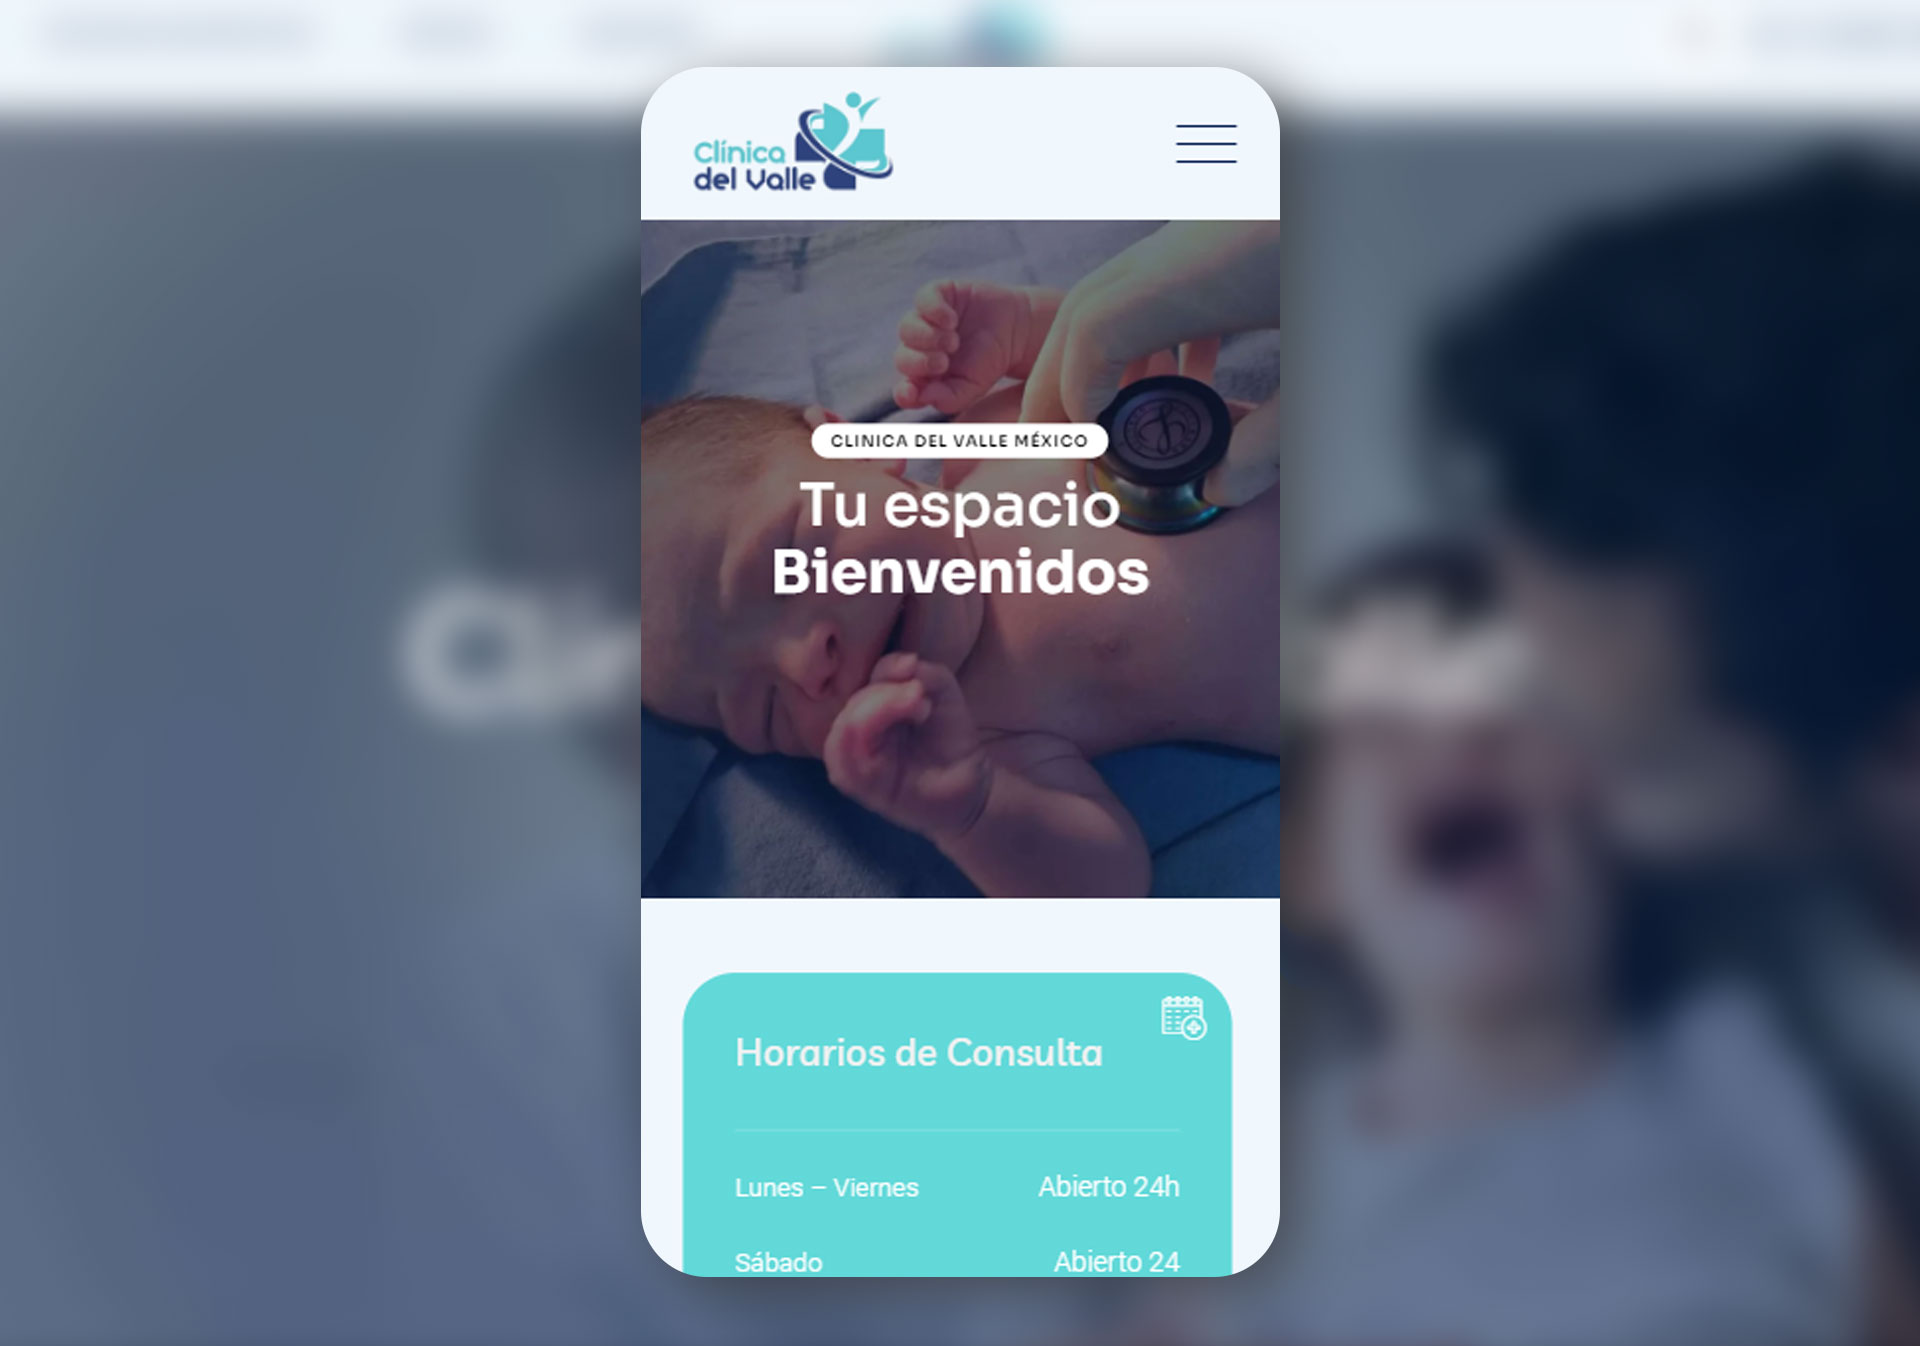 Clínica
del Valle
CLINICA DEL VALLE MÉXICO
Tu espacio
Bienvenidos
Horarios de Consulta
Lunes – Viernes Abierto 24h
Sábado Abierto 24